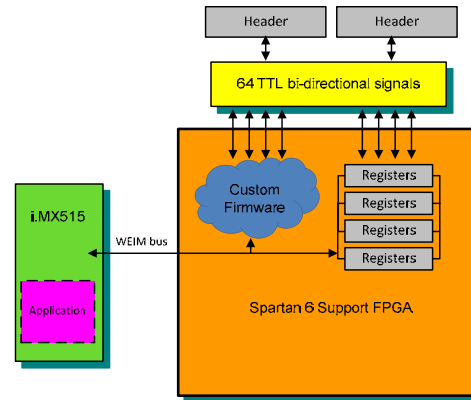 Header
Header
64 TTL bi-directional signals
Custom
Firmware
Registers
Registers
Registers
Registers
i.MX515
WEIM bus
Application
Spartan 6 Support FPGA